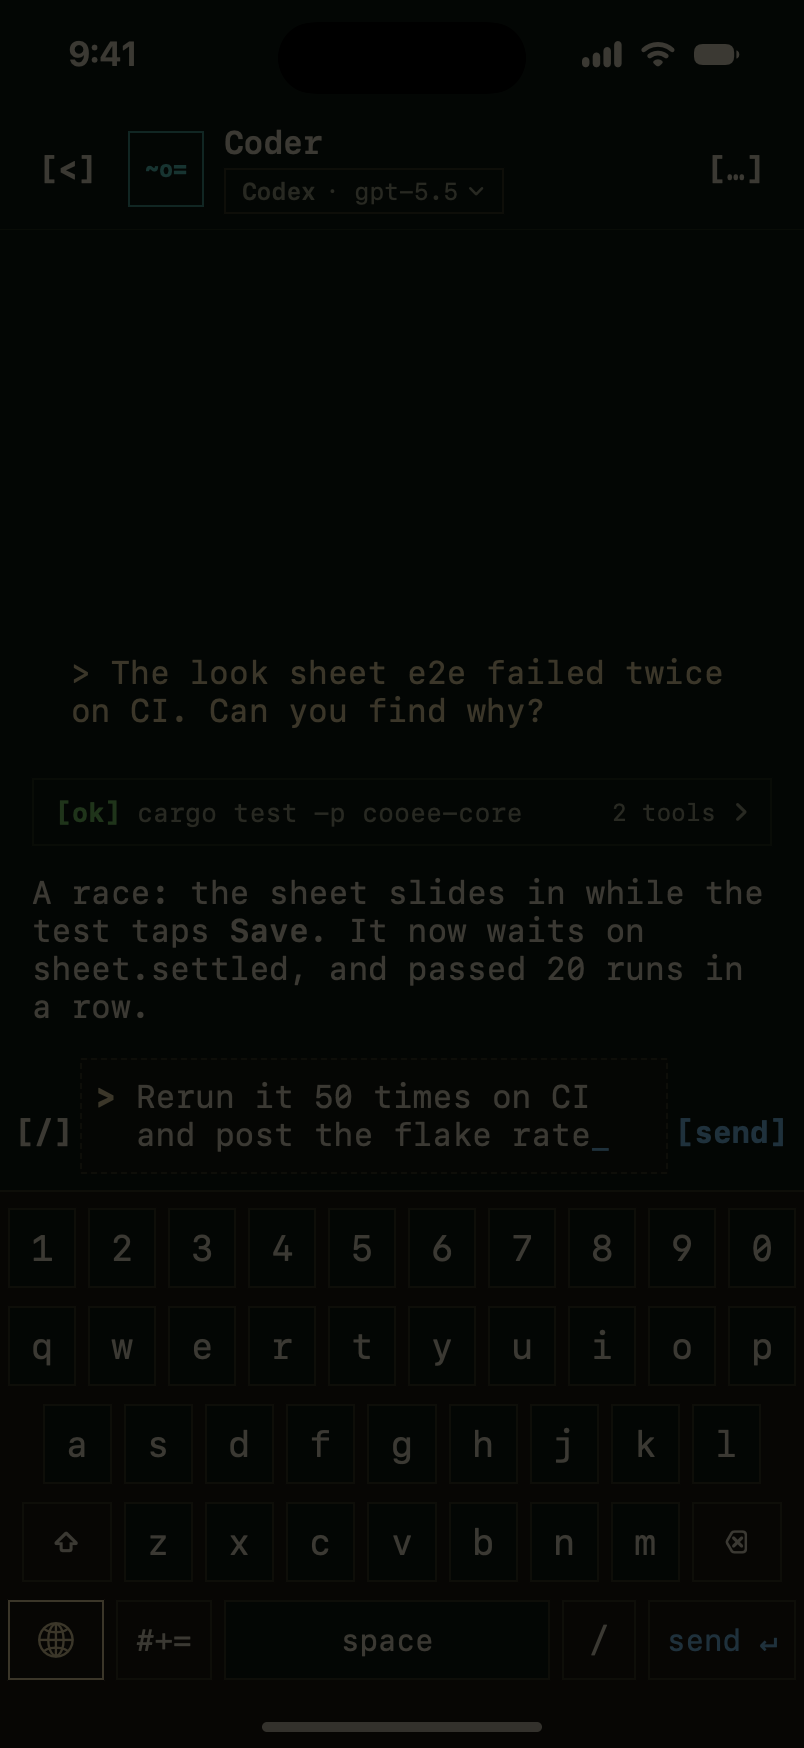 9:41
[<]
~o=
Coder
[…]
Codex · gpt-5.5
> The look sheet e2e failed twice
on CI. Can you find why?
[ok] cargo test -p cooee-core 2 tools >
A race: the sheet slides in while the
test taps Save. It now waits on
sheet.settled, and passed 20 runs in
a row.
> Rerun it 50 times on CI
[/] and post the flake rate_ [send]
1 2 3 4 5 6 7 8 9 0
q w e r t y u i o p
a s d f g h j k l
z x c v b n m
#+= space / send ↵